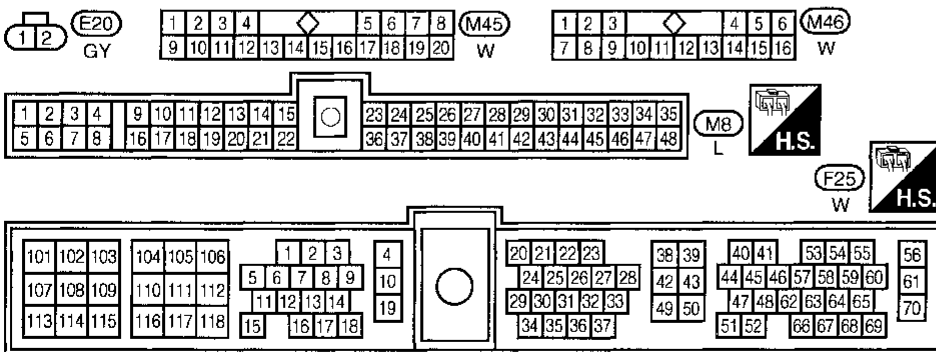 1 2 E20 GY
1 2 3 4 5 6 7 8 M45
9 10 11 12 13 14 15 16 17 18 19 20 W
1 2 3 4 5 6 M46
7 8 9 10 11 12 13 14 15 16 W
1 2 3 4 9 10 11 12 13 14 15 23 24 25 26 27 28 29 30 31 32 33 34 35 M8
5 6 7 8 16 17 18 19 20 21 22 36 37 38 39 40 41 42 43 44 45 46 47 48 L
H.S.
F25 W
H.S.
101 102 103 104 105 106 1 2 3 4 20 21 22 23 38 39 40 41 53 54 55 56
107 108 109 110 111 112 5 6 7 8 9 10 24 25 26 27 28 42 43 44 45 46 57 58 59 60 61
11 12 13 14 19 29 30 31 32 33 49 50 47 48 62 63 64 65 70
113 114 115 116 117 118 15 16 17 18 34 35 36 37 51 52 66 67 68 69